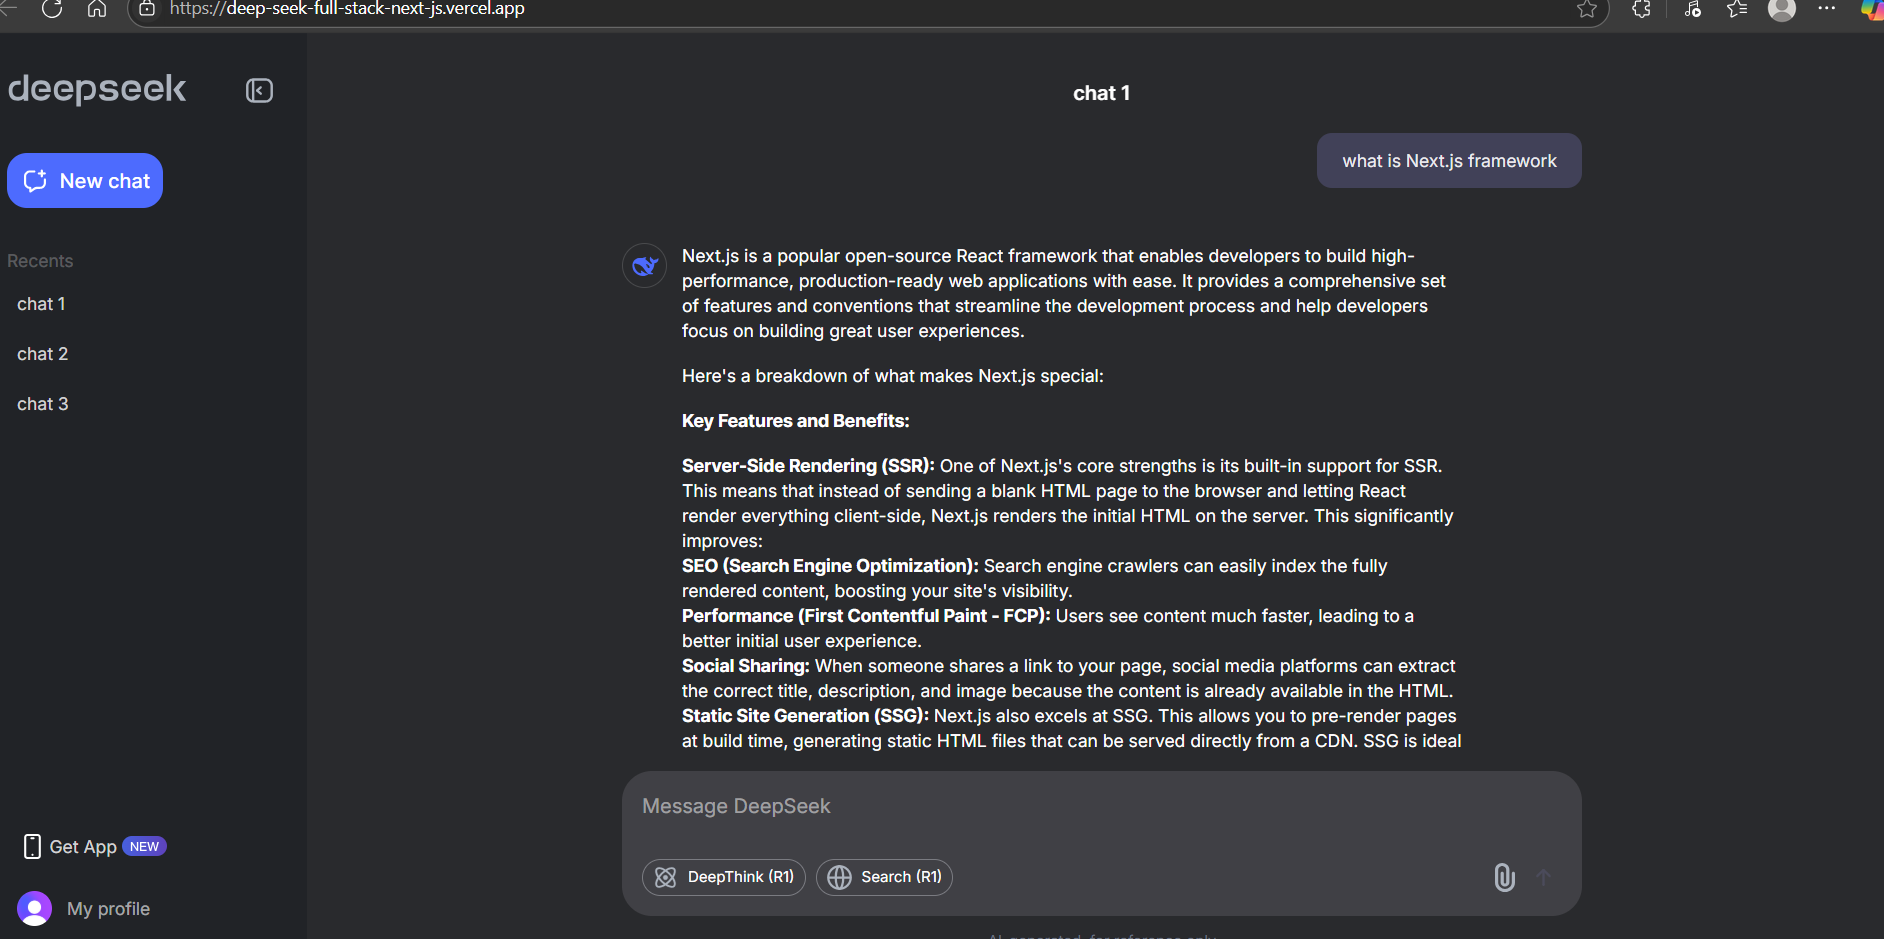 https://deep-seek-full-stack-next-js.vercel.app
deepseek
New chat
Recents
chat 1
chat 2
chat 3
Get App NEW
My profile
chat 1
what is Next.js framework
Next.js is a popular open-source React framework that enables developers to build high-
performance, production-ready web applications with ease. It provides a comprehensive set
of features and conventions that streamline the development process and help developers
focus on building great user experiences.
Here's a breakdown of what makes Next.js special:
Key Features and Benefits:
Server-Side Rendering (SSR): One of Next.js's core strengths is its built-in support for SSR.
This means that instead of sending a blank HTML page to the browser and letting React
render everything client-side, Next.js renders the initial HTML on the server. This significantly
improves:
SEO (Search Engine Optimization): Search engine crawlers can easily index the fully
rendered content, boosting your site's visibility.
Performance (First Contentful Paint - FCP): Users see content much faster, leading to a
better initial user experience.
Social Sharing: When someone shares a link to your page, social media platforms can extract
the correct title, description, and image because the content is already available in the HTML.
Static Site Generation (SSG): Next.js also excels at SSG. This allows you to pre-render pages
at build time, generating static HTML files that can be served directly from a CDN. SSG is ideal
Message DeepSeek
DeepThink (R1)
Search (R1)
AI-generated, for reference only